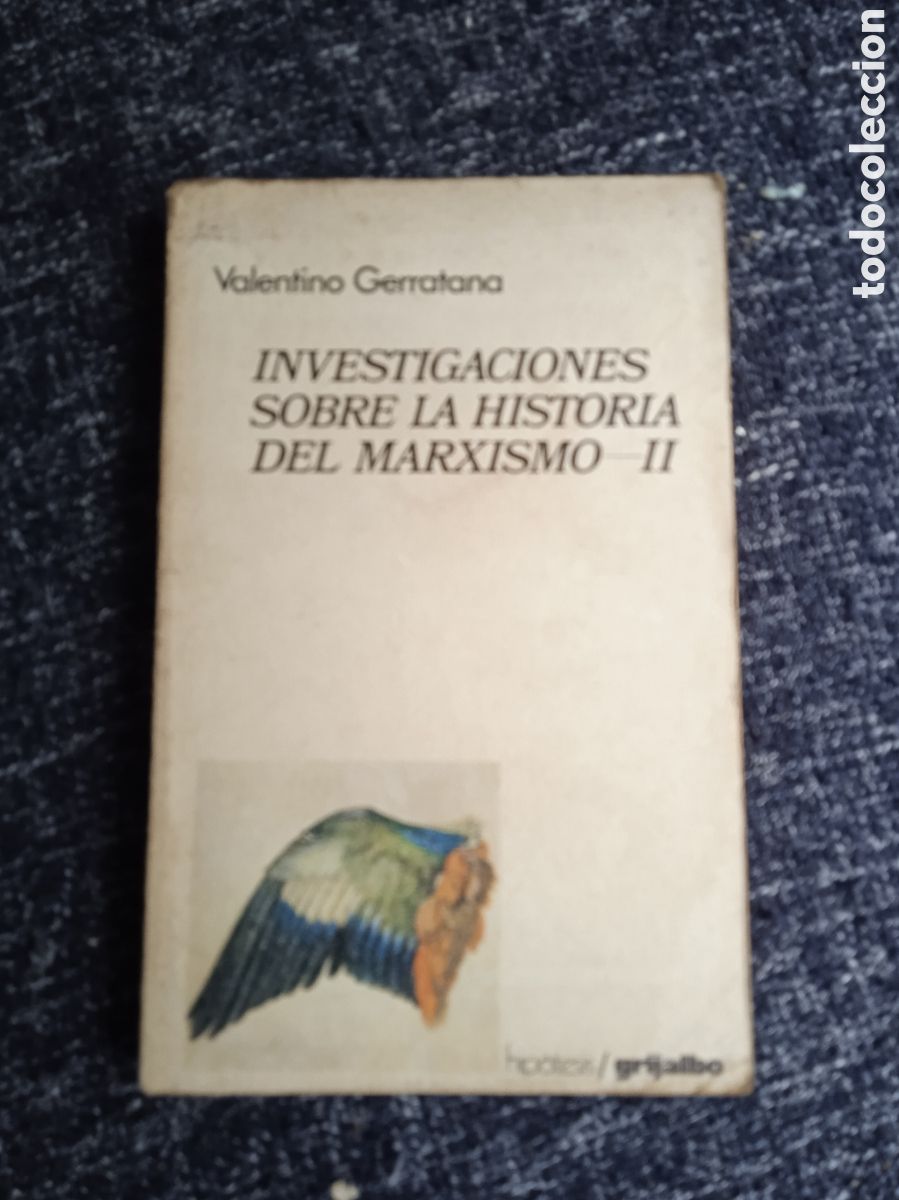 Valentino Gerratana
INVESTIGACIONES
SOBRE LA HISTORIA
DEL MARXISMO—II
hipótesis/grijalbo
todocoleccion